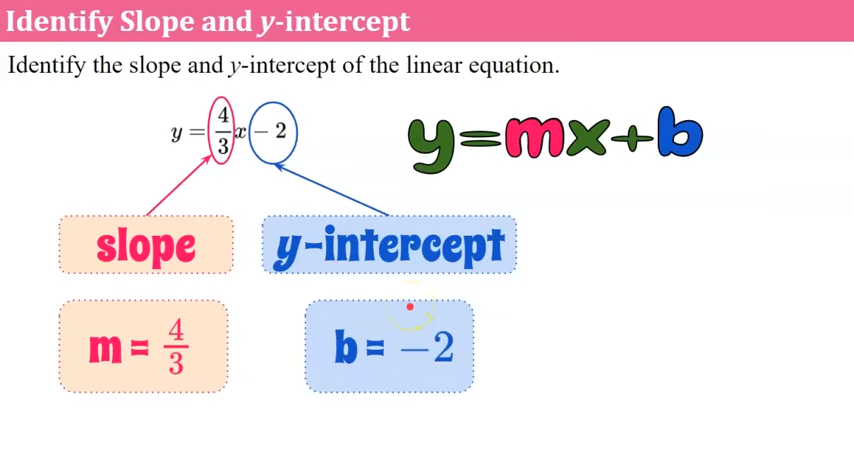 Identify Slope and y-intercept
Identify the slope and y-intercept of the linear equation.
y = 4/3 x − 2
y=mx+b
slope
y-intercept
m = 4/3
b = −2